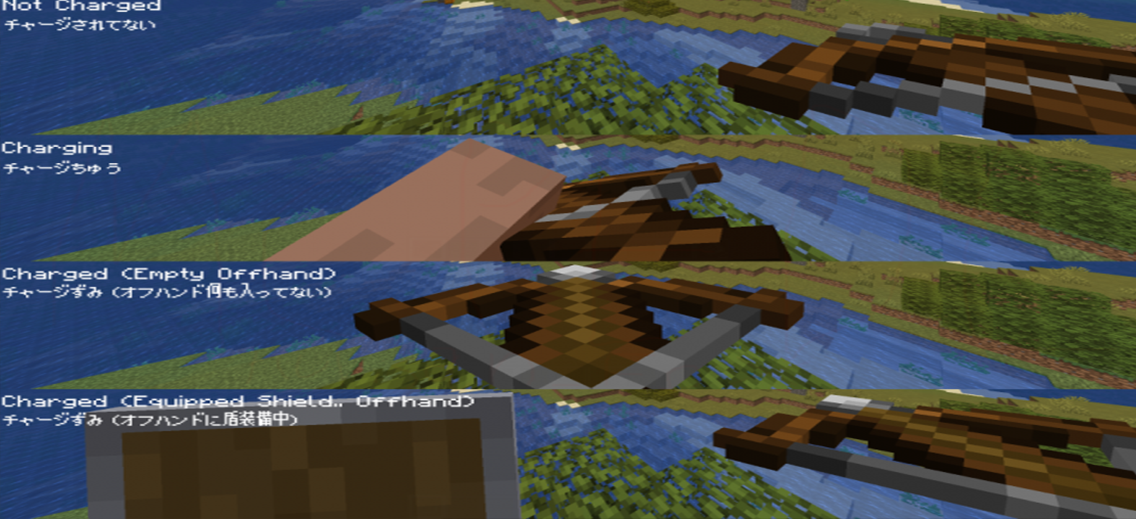 Not Charged
チャージされてない
Charging
チャージちゅう
Charged (Empty Offhand)
チャージずみ (オフハンド何も入ってない)
Charged (Equipped Shield.. Offhand)
チャージずみ (オフハンドに盾装備中)